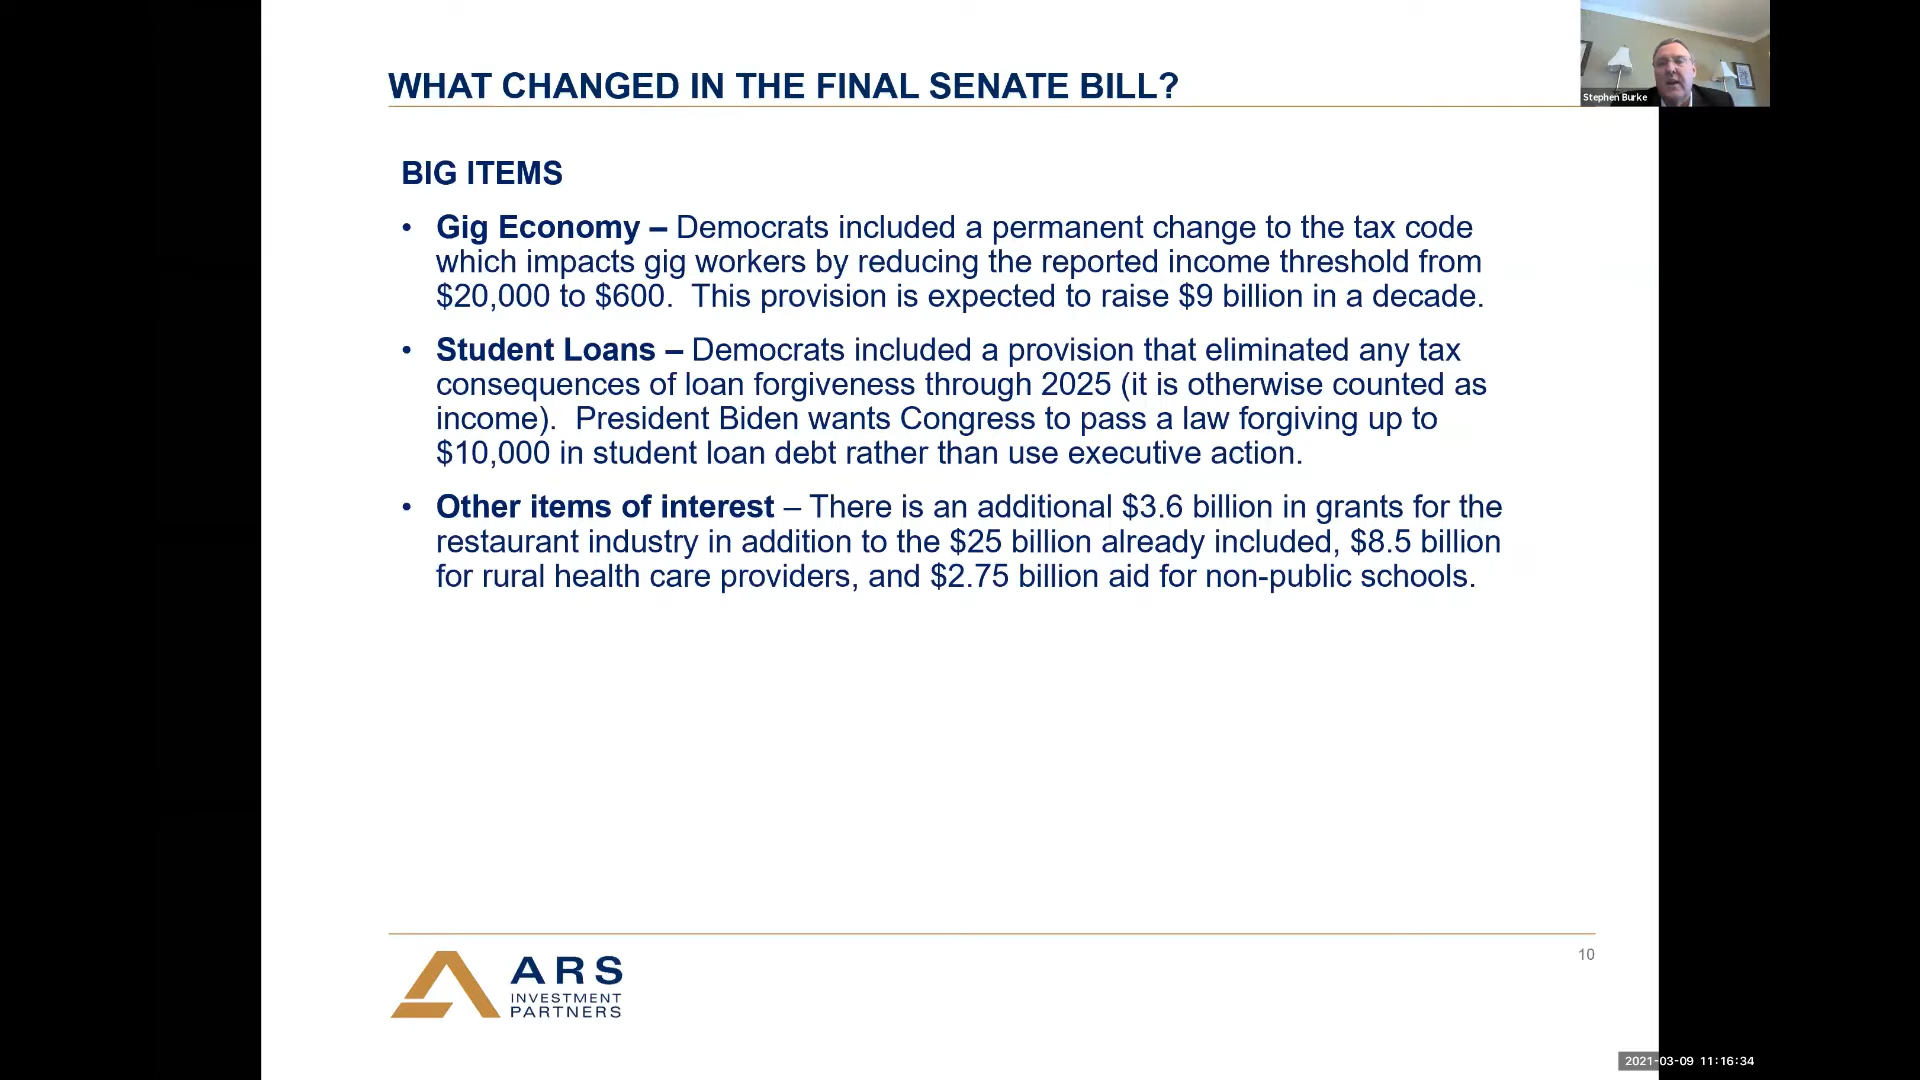 WHAT CHANGED IN THE FINAL SENATE BILL?
Stephen Burke
BIG ITEMS
• Gig Economy – Democrats included a permanent change to the tax code
which impacts gig workers by reducing the reported income threshold from
$20,000 to $600.  This provision is expected to raise $9 billion in a decade.
• Student Loans – Democrats included a provision that eliminated any tax
consequences of loan forgiveness through 2025 (it is otherwise counted as
income).  President Biden wants Congress to pass a law forgiving up to
$10,000 in student loan debt rather than use executive action.
• Other items of interest – There is an additional $3.6 billion in grants for the
restaurant industry in addition to the $25 billion already included, $8.5 billion
for rural health care providers, and $2.75 billion aid for non-public schools.
10
ARS
INVESTMENT
PARTNERS
2021-03-09 11:16:34